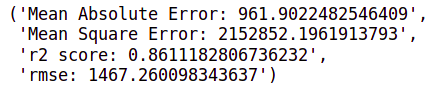 ('Mean Absolute Error: 961.9022482546409',
'Mean Square Error: 2152852.1961913793',
'r2 score: 0.8611182806736232',
'rmse: 1467.260098343637')